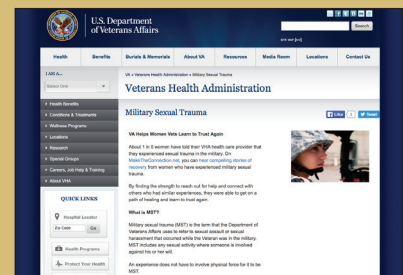 U.S. Department
of Veterans Affairs
Search
Health
Benefits
Burials & Memorials
About VA
Resources
Media Room
Locations
Contact Us
I AM A...
Select One
Health Benefits
Conditions & Treatments
Wellness Programs
Locations
Research
Special Groups
Careers, Job Help & Training
About VHA
QUICK LINKS
Hospital Locator
Zip Code
Go
Health Programs
Protect Your Health
VA » Veterans Health Administration » Military Sexual Trauma
Veterans Health Administration
Military Sexual Trauma
Like
Tweet
VA Helps Women Vets Learn to Trust Again
About 1 in 5 women have told their VHA health care provider that
they experienced sexual trauma in the military. On
MakeTheConnection.net, you can hear compelling stories of
recovery from women who have experienced military sexual
trauma.
By finding the strength to reach out for help and connect with
others who had similar experiences, they were able to get on a
path of healing and learn to trust again.
What is MST?
Military sexual trauma (MST) is the term that the Department of
Veterans Affairs uses to refer to sexual assault or sexual
harassment that occurred while the Veteran was in the military.
MST includes any sexual activity where someone is involved
against his or her will.
An experience does not have to involve physical force for it to be
MST.